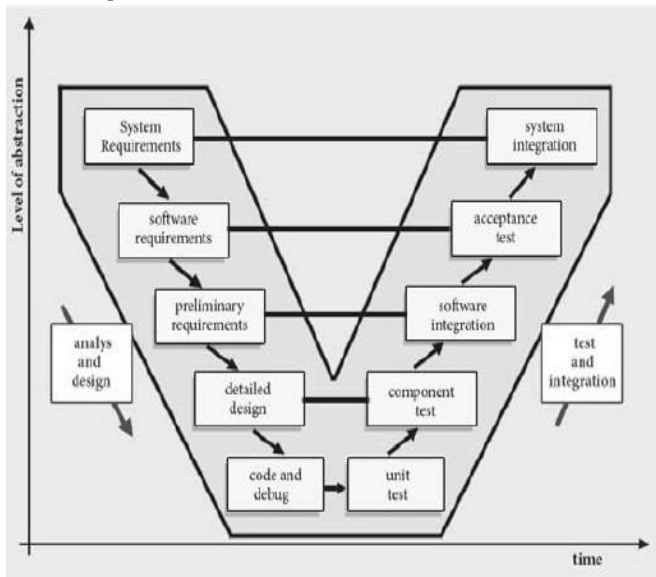 Level of abstraction
System
Requirements
system
integration
software
requirements
acceptance
test
preliminary
requirements
software
integration
analys
and
design
test
and
integration
detailed
design
component
test
code and
debug
unit
test
time